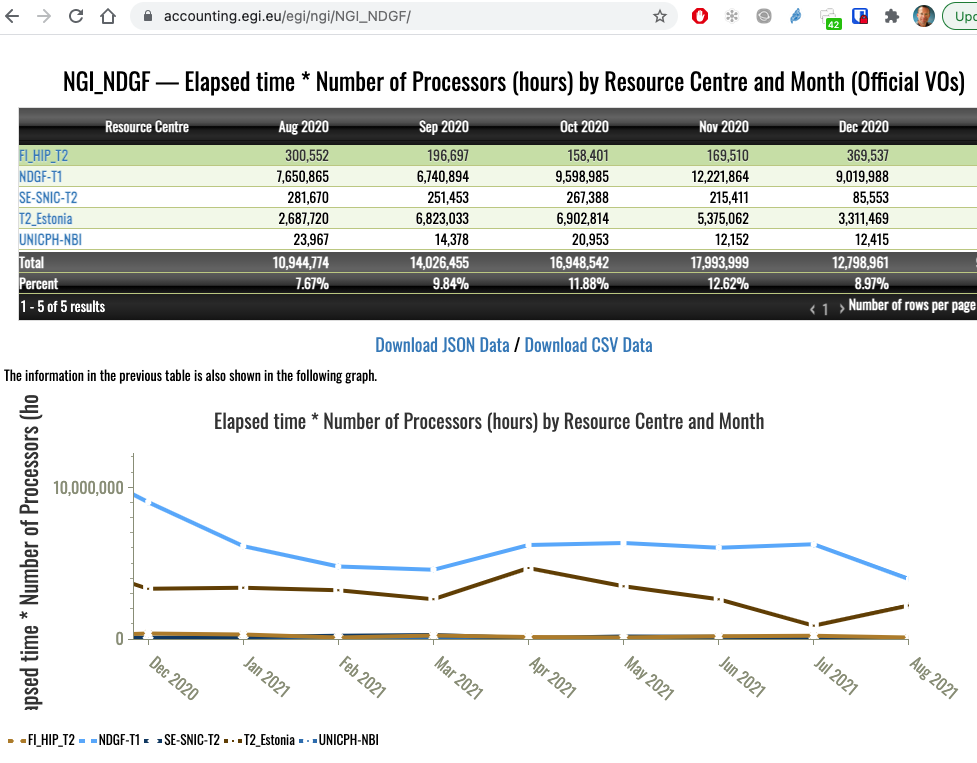 accounting.egi.eu/egi/ngi/NGI_NDGF/
42
NGI_NDGF — Elapsed time * Number of Processors (hours) by Resource Centre and Month (Official VOs)
Resource Centre Aug 2020 Sep 2020 Oct 2020 Nov 2020 Dec 2020
FI_HIP_T2 300,552 196,697 158,401 169,510 369,537
NDGF-T1 7,650,865 6,740,894 9,598,985 12,221,864 9,019,988
SE-SNIC-T2 281,670 251,453 267,388 215,411 85,553
T2_Estonia 2,687,720 6,823,033 6,902,814 5,375,062 3,311,469
UNICPH-NBI 23,967 14,378 20,953 12,152 12,415
Total 10,944,774 14,026,455 16,948,542 17,993,999 12,798,961
Percent 7.67% 9.84% 11.88% 12.62% 8.97%
1 - 5 of 5 results ‹ 1 › Number of rows per page
Download JSON Data / Download CSV Data
The information in the previous table is also shown in the following graph.
Elapsed time * Number of Processors (hours) by Resource Centre and Month
apsed time * Number of Processors (ho
10,000,000
0
Dec 2020 Jan 2021 Feb 2021 Mar 2021 Apr 2021 May 2021 Jun 2021 Jul 2021 Aug 2021
FI_HIP_T2 NDGF-T1 SE-SNIC-T2 T2_Estonia UNICPH-NBI